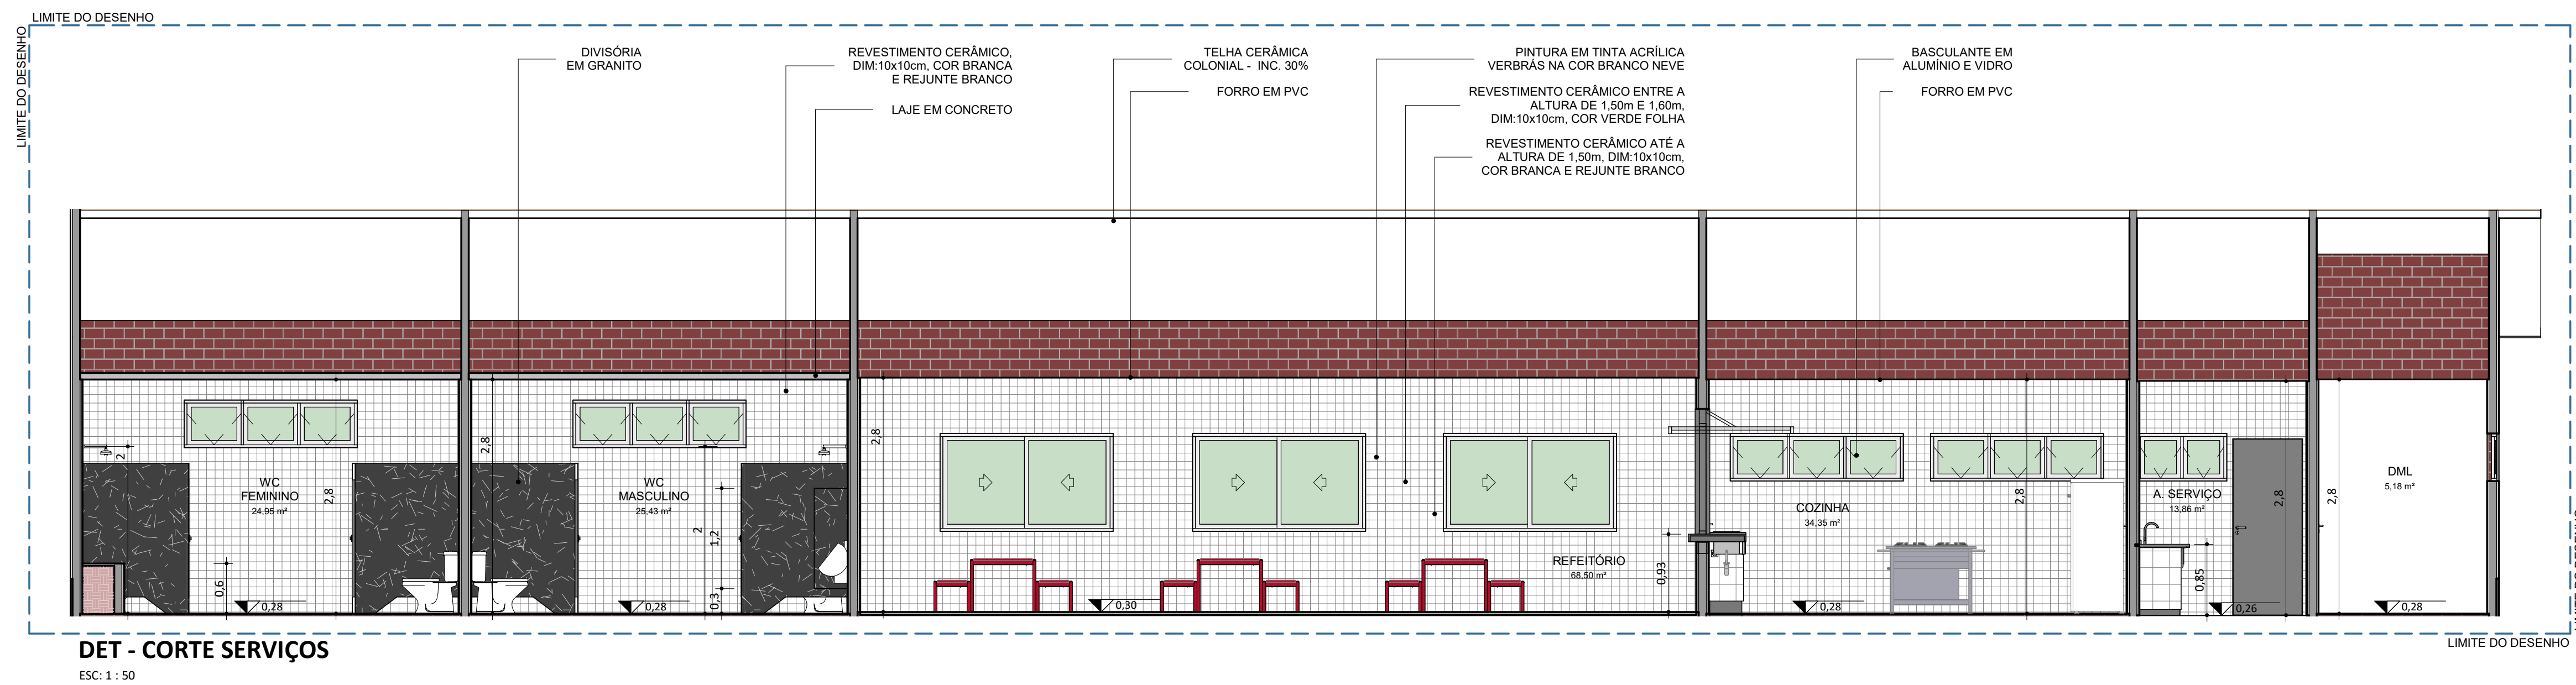 LIMITE DO DESENHO
LIMITE DO DESENHO
DIVISÓRIA
EM GRANITO
REVESTIMENTO CERÂMICO,
DIM:10x10cm, COR BRANCA
E REJUNTE BRANCO
LAJE EM CONCRETO
TELHA CERÂMICA
COLONIAL - INC. 30%
FORRO EM PVC
PINTURA EM TINTA ACRÍLICA
VERBRÁS NA COR BRANCO NEVE
REVESTIMENTO CERÂMICO ENTRE A
ALTURA DE 1,50m E 1,60m,
DIM:10x10cm, COR VERDE FOLHA
REVESTIMENTO CERÂMICO ATÉ A
ALTURA DE 1,50m, DIM:10x10cm,
COR BRANCA E REJUNTE BRANCO
BASCULANTE EM
ALUMÍNIO E VIDRO
FORRO EM PVC
2
WC
FEMININO
24,95 m²
2,8
0,6
0,28
2,8
WC
MASCULINO
25,43 m²
2
1,2
0,3
0,28
2,8
0,30
REFEITÓRIO
68,50 m²
0,93
COZINHA
34,35 m²
2,8
0,28
A. SERVIÇO
13,86 m²
2,8
0,85
0,26
2,8
DML
5,18 m²
0,28
LIMITE DO DESENHO
DET - CORTE SERVIÇOS
ESC: 1 : 50